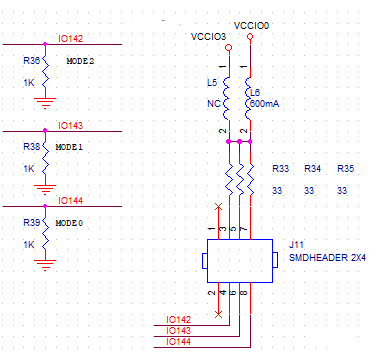 VCCIO0
VCCIO3
IO142
R36 MODE2
1K
L5 1 1 L6
NC 600mA
2 2
IO143
R38 MODE1
1K
R33 R34 R35
33 33 33
IO144
R39 MODE0
1K
1 3 5 7
J11
SMDHEADER 2X4
2 4 6 8
IO142
IO143
IO144